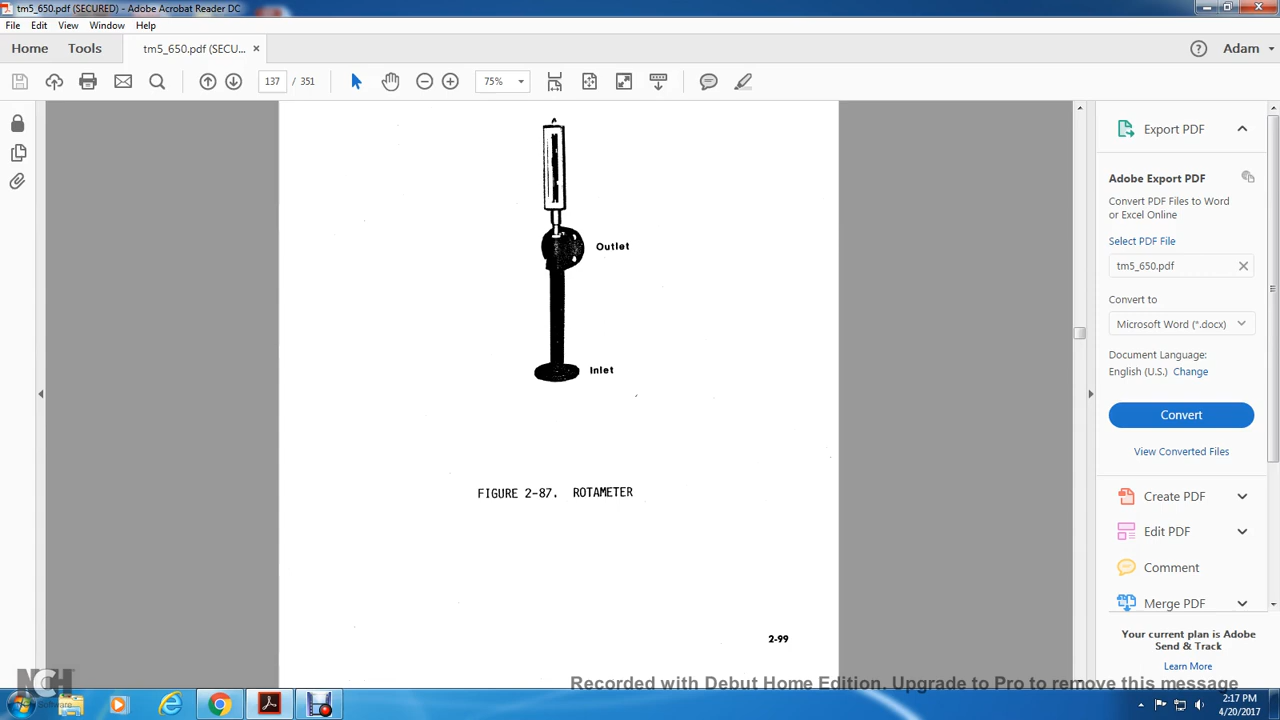 tm5_650.pdf (SECURED) - Adobe Acrobat Reader DC
File Edit View Window Help
Home Tools tm5_650.pdf (SECU... × Adam
137 / 351 75%
Outlet
Inlet
FIGURE 2-87. ROTAMETER
2-99
Export PDF
Adobe Export PDF
Convert PDF Files to Word
or Excel Online
Select PDF File
tm5_650.pdf
Convert to
Microsoft Word (*.docx)
Document Language:
English (U.S.) Change
Convert
View Converted Files
Create PDF
Edit PDF
Comment
Merge PDF
Your current plan is Adobe
Send & Track
Learn More
NCH
Software
Recorded with Debut Home Edition. Upgrade to Pro to remove this message
2:17 PM
4/20/2017